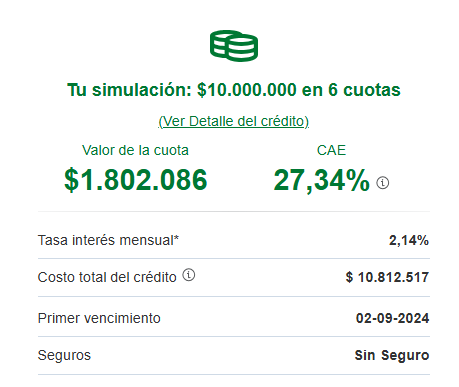 Tu simulación: $10.000.000 en 6 cuotas
(Ver Detalle del crédito)
Valor de la cuota CAE
$1.802.086 27,34%
Tasa interés mensual* 2,14%
Costo total del crédito $ 10.812.517
Primer vencimiento 02-09-2024
Seguros Sin Seguro